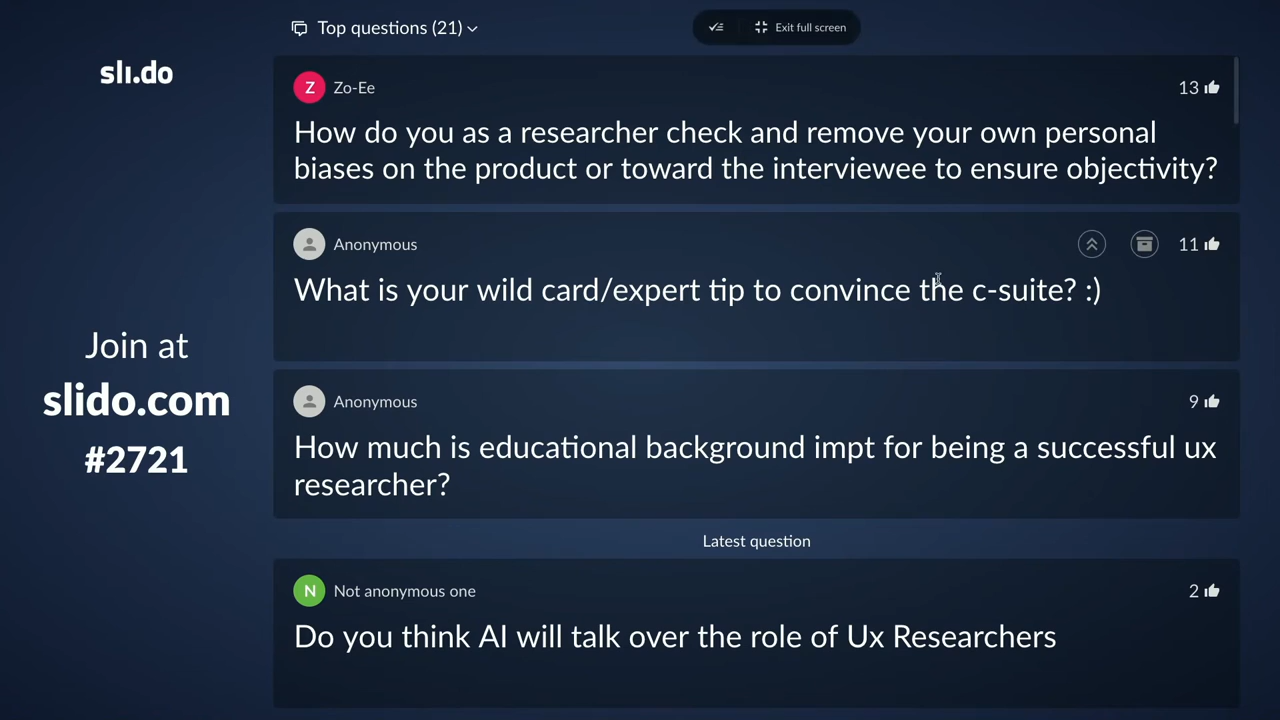 Top questions (21)
Exit full screen
sli.do
Z Zo-Ee 13
How do you as a researcher check and remove your own personal
biases on the product or toward the interviewee to ensure objectivity?
Anonymous 11
What is your wild card/expert tip to convince the c-suite? :)
Join at
slido.com
#2721
Anonymous 9
How much is educational background impt for being a successful ux
researcher?
Latest question
N Not anonymous one 2
Do you think AI will talk over the role of Ux Researchers